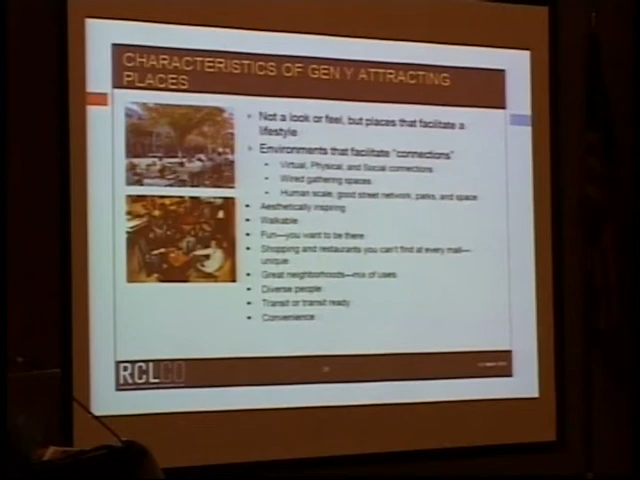 CHARACTERISTICS OF GEN Y ATTRACTING
PLACES
Not a look or feel, but places that facilitate a
lifestyle
Environments that facilitate "connections"
Virtual, Physical, and Social connections
Wired gathering spaces
Human scale, good street network, parks, and space
Aesthetically inspiring
Walkable
Fun—you want to be there
Shopping and restaurants you can't find at every mall—
unique
Great neighborhoods—mix of uses
Diverse people
Transit or transit ready
Convenience
RCLCO